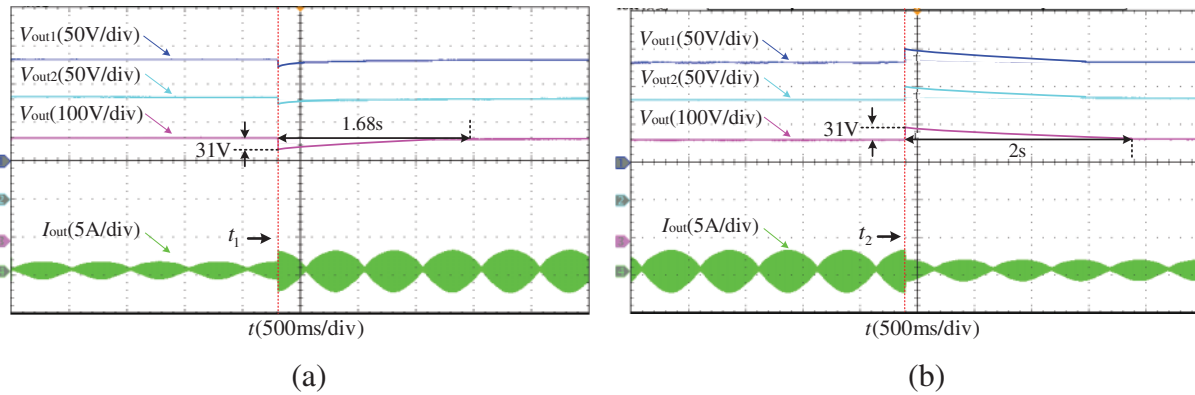 Vout1(50V/div)
Vout2(50V/div)
Vout(100V/div)
1.68s
31V
Iout(5A/div)
t1
t(500ms/div)
(a)
Vout1(50V/div)
Vout2(50V/div)
Vout(100V/div)
31V
2s
Iout(5A/div)
t2
t(500ms/div)
(b)